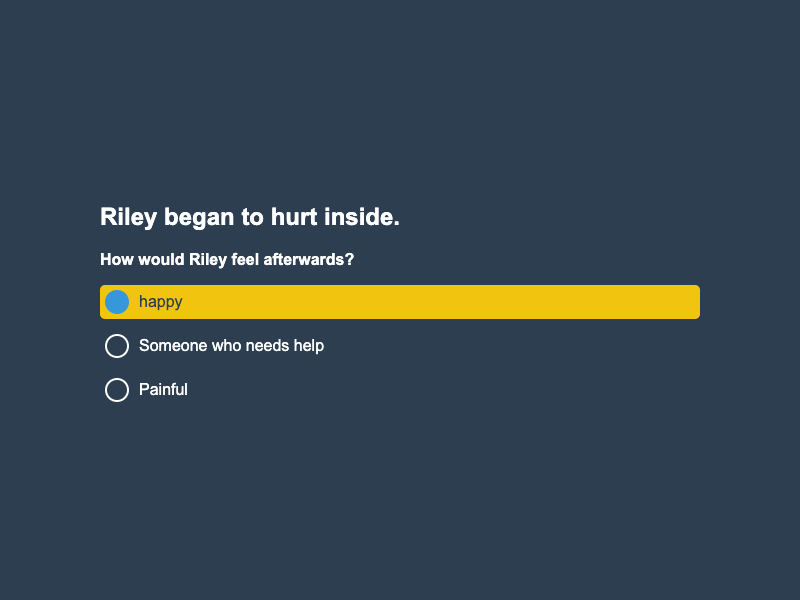 Riley began to hurt inside.
How would Riley feel afterwards?
happy
Someone who needs help
Painful